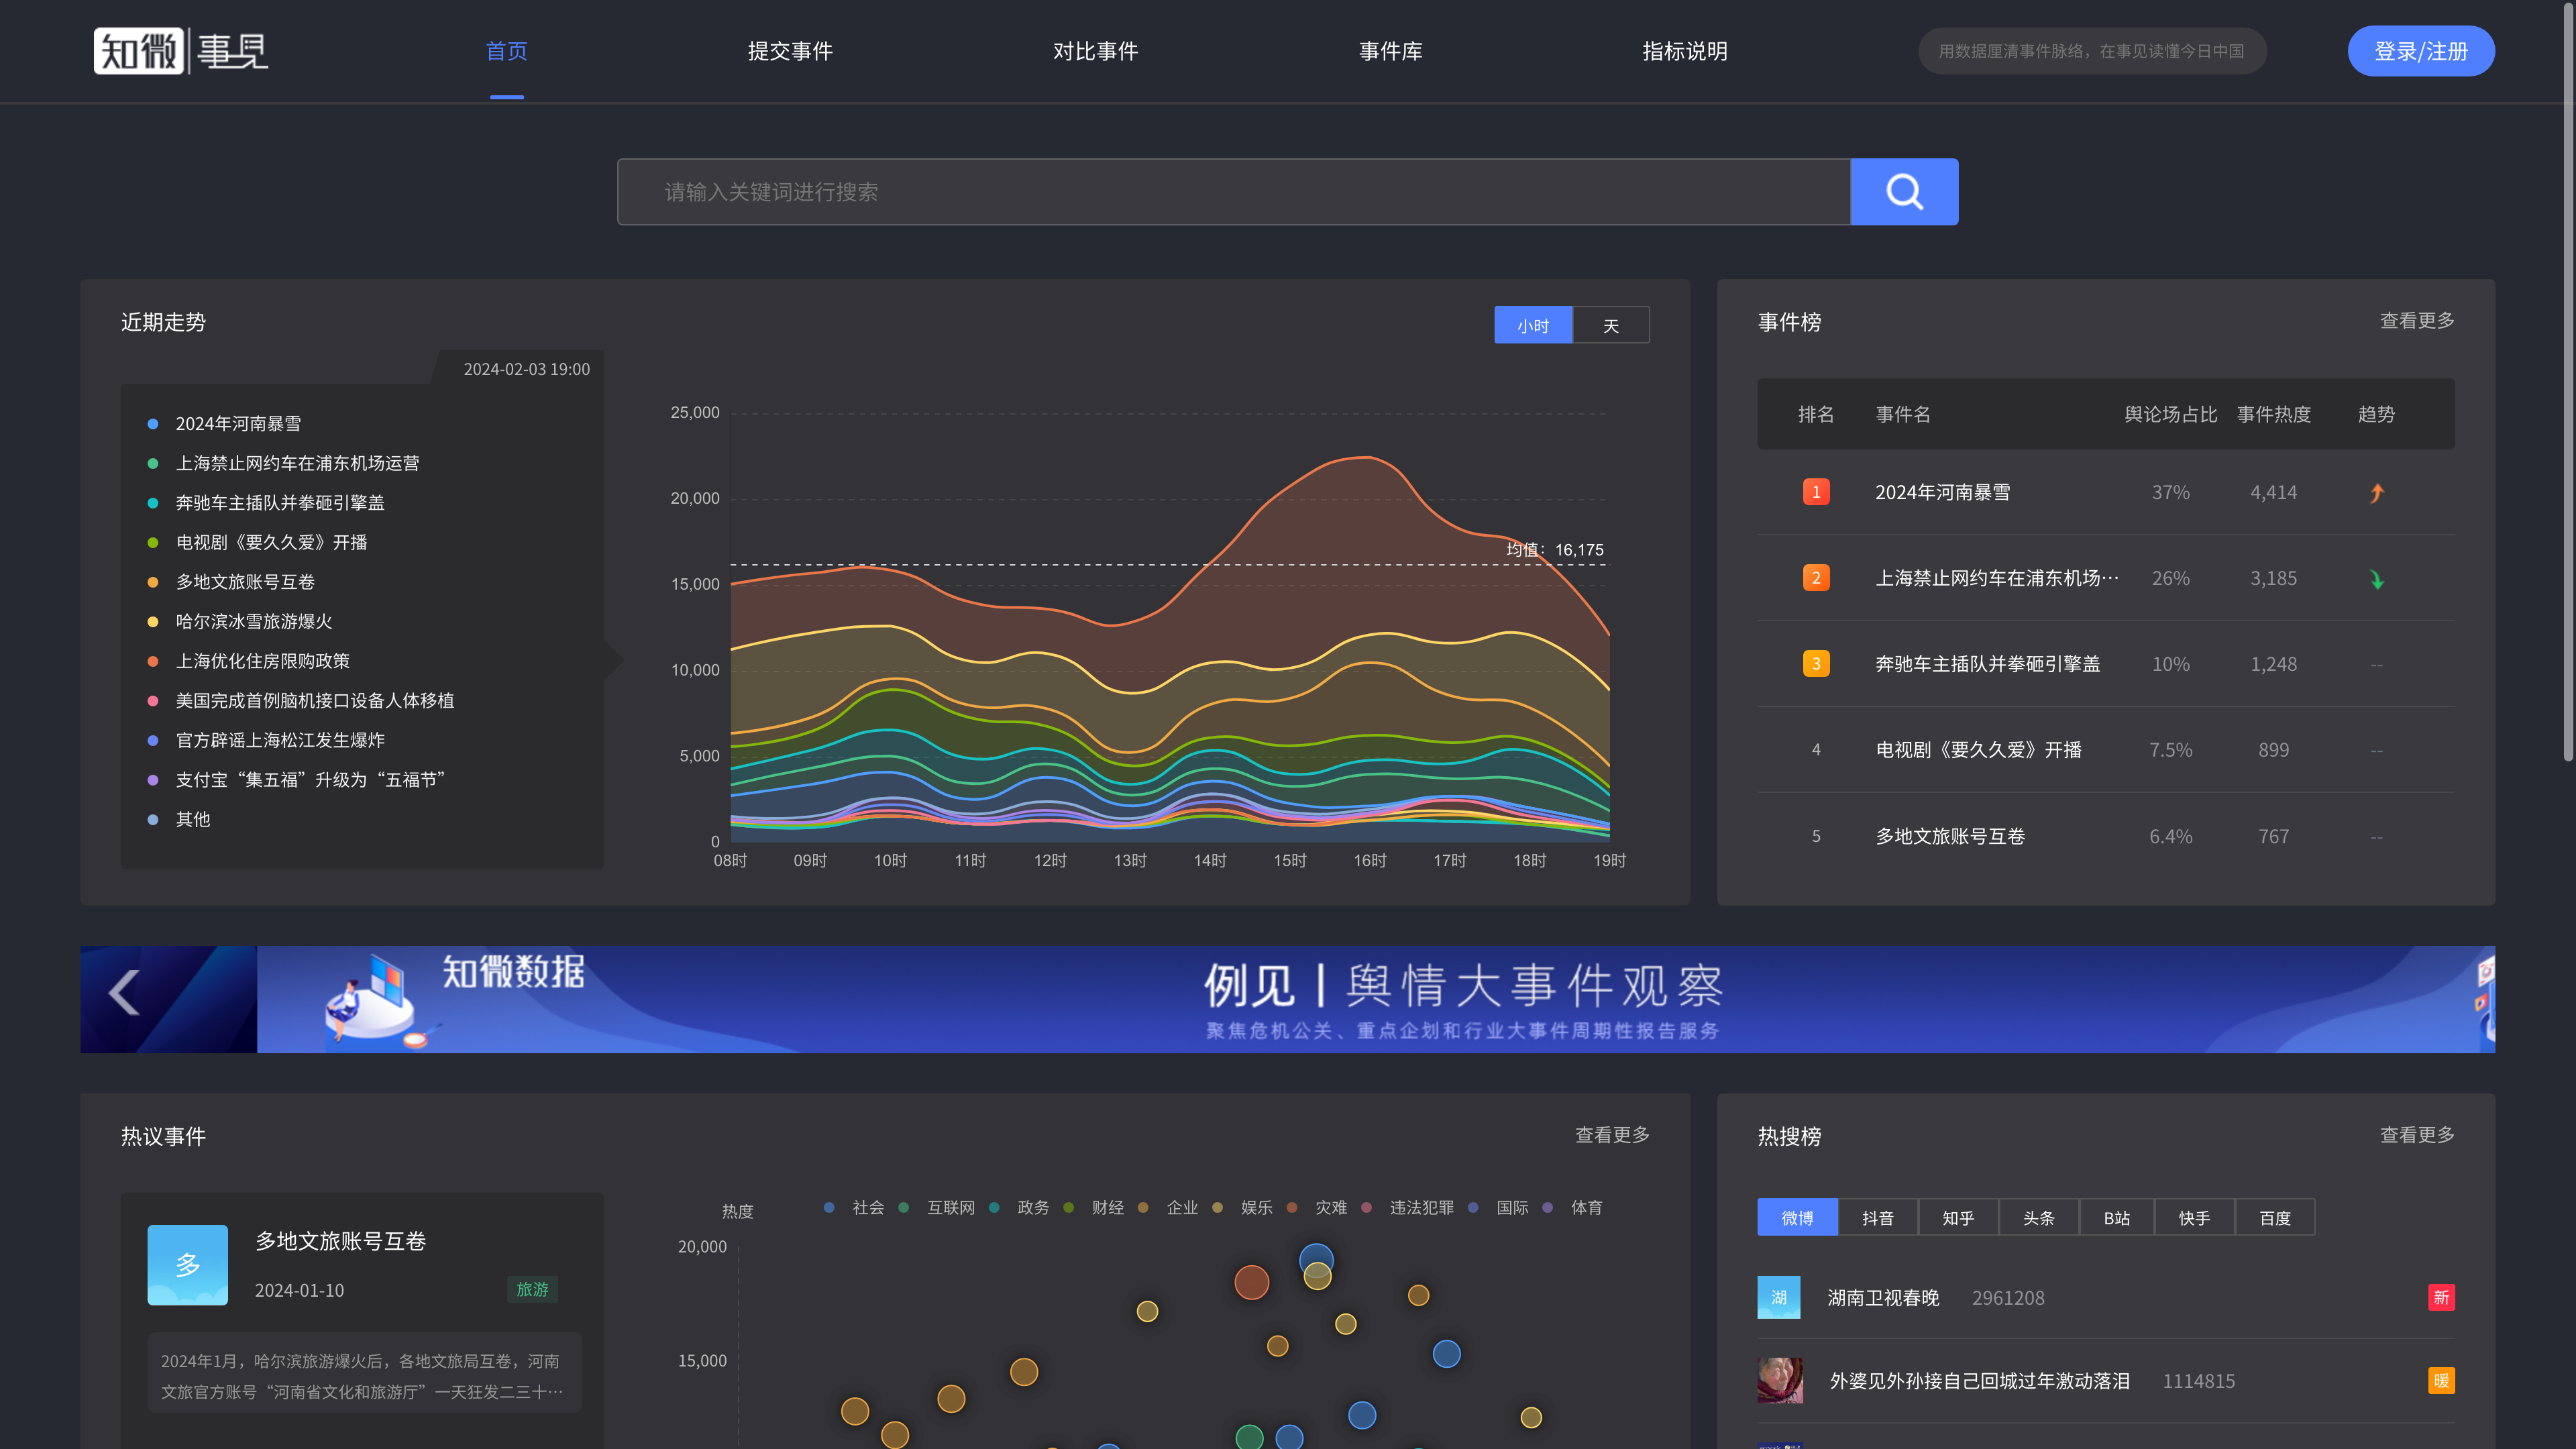 知微 事见
首页
提交事件
对比事件
事件库
指标说明
用数据厘清事件脉络，在事见读懂今日中国
登录/注册
请输入关键词进行搜索
近期走势
小时
天
2024-02-03 19:00
2024年河南暴雪
上海禁止网约车在浦东机场运营
奔驰车主插队并拳砸引擎盖
电视剧《要久久爱》开播
多地文旅账号互卷
哈尔滨冰雪旅游爆火
上海优化住房限购政策
美国完成首例脑机接口设备人体移植
官方辟谣上海松江发生爆炸
支付宝“集五福”升级为“五福节”
其他
25,000
20,000
15,000
10,000
5,000
0
均值：16,175
08时 09时 10时 11时 12时 13时 14时 15时 16时 17时 18时 19时
事件榜
查看更多
排名 事件名 舆论场占比 事件热度 趋势
1 2024年河南暴雪 37% 4,414
2 上海禁止网约车在浦东机场… 26% 3,185
3 奔驰车主插队并拳砸引擎盖 10% 1,248 --
4 电视剧《要久久爱》开播 7.5% 899 --
5 多地文旅账号互卷 6.4% 767 --
知微数据
例见丨舆情大事件观察
聚焦危机公关、重点企划和行业大事件周期性报告服务
热议事件
查看更多
多
多地文旅账号互卷
2024-01-10
旅游
2024年1月，哈尔滨旅游爆火后，各地文旅局互卷，河南
文旅官方账号“河南省文化和旅游厅”一天狂发二三十…
热度
社会 互联网 政务 财经 企业 娱乐 灾难 违法犯罪 国际 体育
20,000
15,000
热搜榜
查看更多
微博 抖音 知乎 头条 B站 快手 百度
湖 湖南卫视春晚 2961208 新
外婆见外孙接自己回城过年激动落泪 1114815 暖